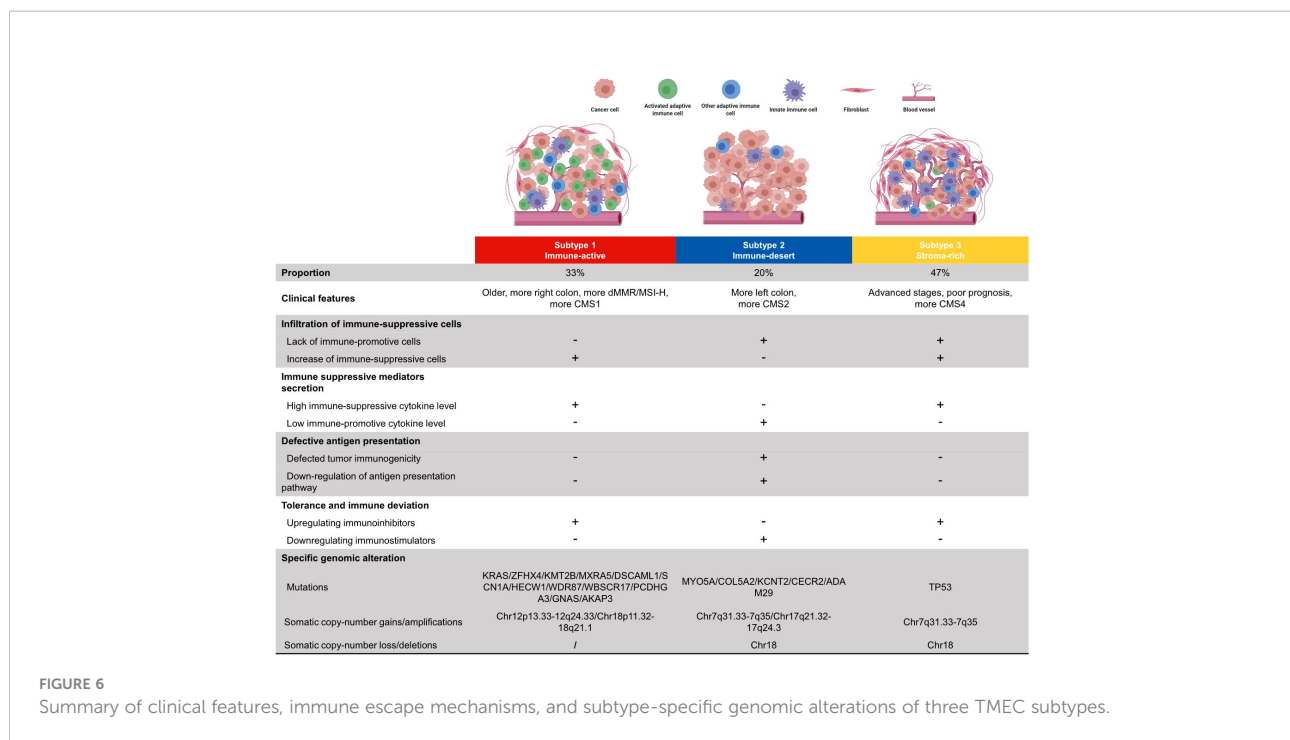 Cancer cell
Activated adaptive
immune cell
Other adaptive immune
cell
Innate immune cell
Fibroblast
Blood vessel
Subtype 1
Immune-active
Subtype 2
Immune-desert
Subtype 3
Stroma-rich
Proportion 33% 20% 47%
Clinical features
Older, more right colon, more dMMR/MSI-H,
more CMS1
More left colon,
more CMS2
Advanced stages, poor prognosis,
more CMS4
Infiltration of immune-suppressive cells
Lack of immune-promotive cells - + +
Increase of immune-suppressive cells + - +
Immune suppressive mediators
secretion
High immune-suppressive cytokine level + - +
Low immune-promotive cytokine level - + -
Defective antigen presentation
Defected tumor immunogenicity - + -
Down-regulation of antigen presentation
pathway
- + -
Tolerance and immune deviation
Upregulating immunoinhibitors + - +
Downregulating immunostimulators - + -
Specific genomic alteration
Mutations
KRAS/ZFHX4/KMT2B/MXRA5/DSCAML1/S
CN1A/HECW1/WDR87/WBSCR17/PCDHG
A3/GNAS/AKAP3
MYO5A/COL5A2/KCNT2/CECR2/ADA
M29
TP53
Somatic copy-number gains/amplifications
Chr12p13.33-12q24.33/Chr18p11.32-
18q21.1
Chr7q31.33-7q35/Chr17q21.32-
17q24.3
Chr7q31.33-7q35
Somatic copy-number loss/deletions / Chr18 Chr18
FIGURE 6
Summary of clinical features, immune escape mechanisms, and subtype-specific genomic alterations of three TMEC subtypes.